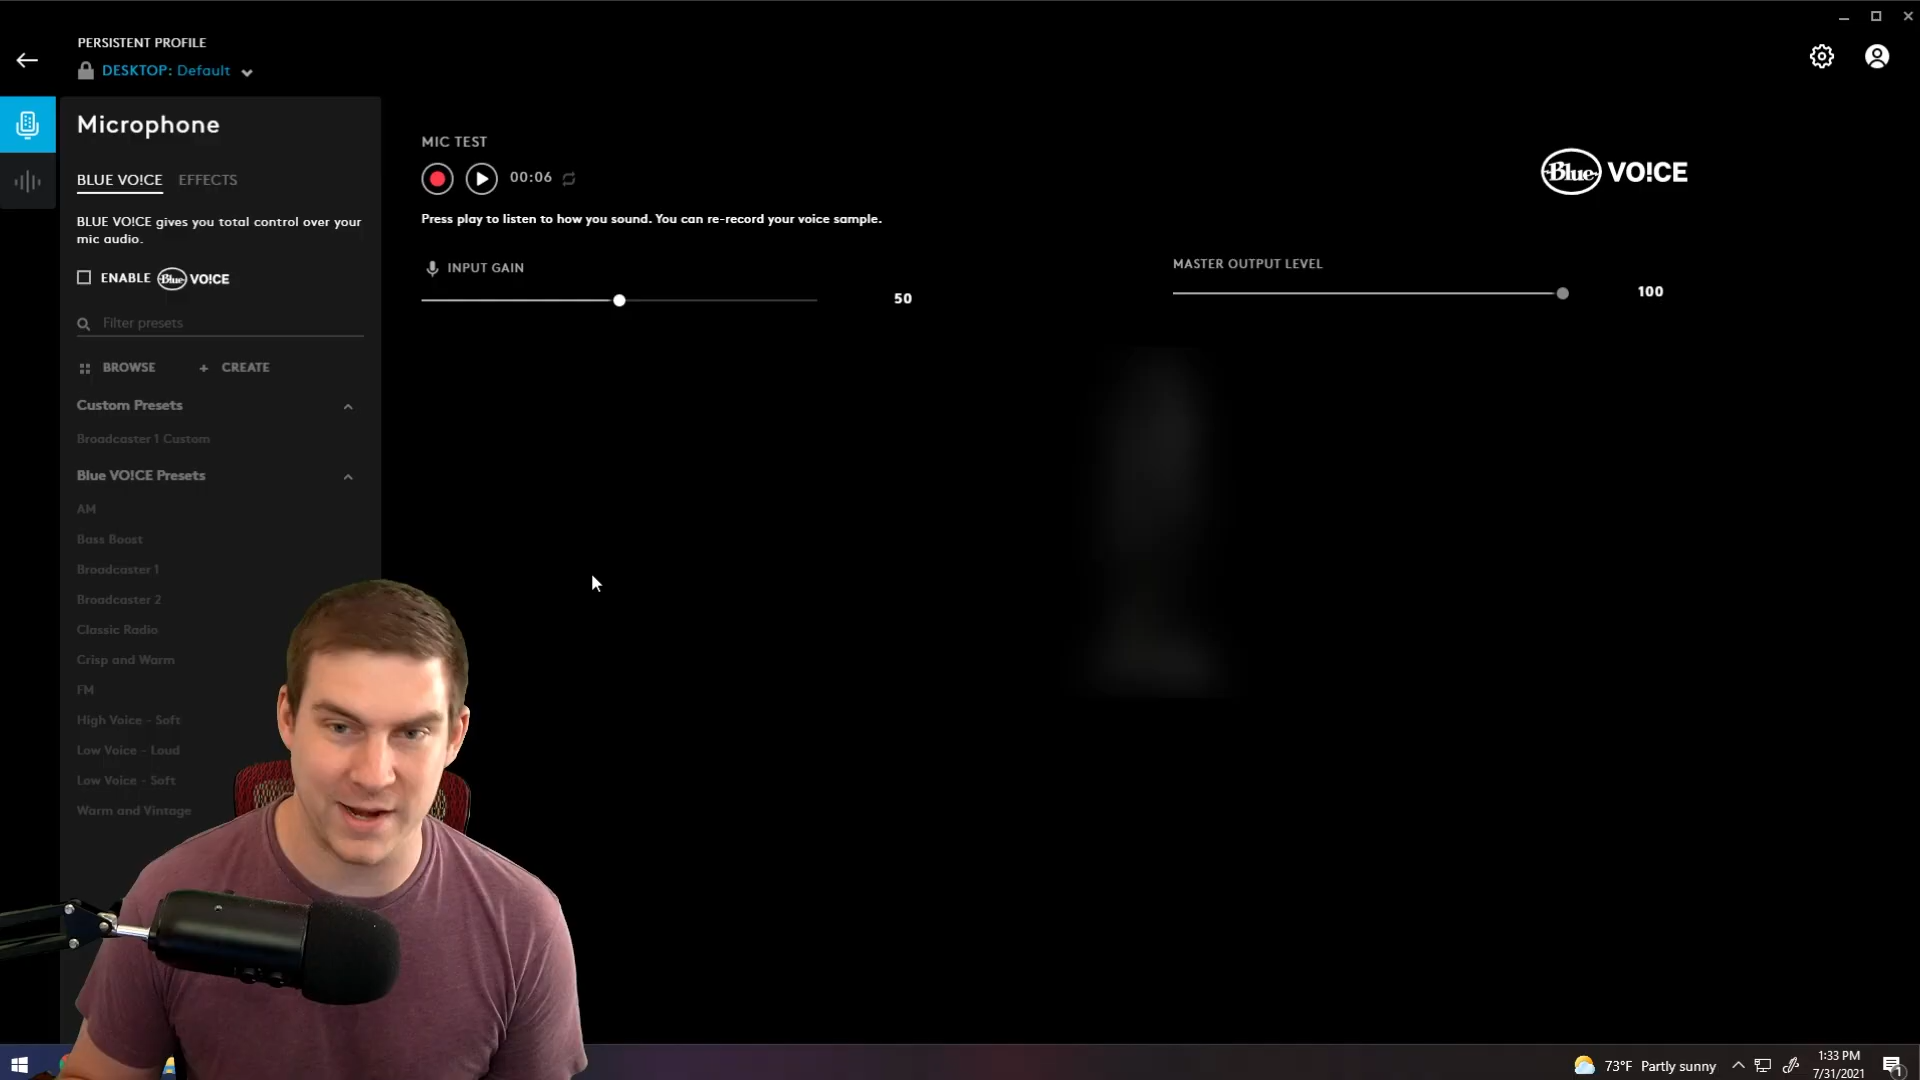 PERSISTENT PROFILE
DESKTOP: Default
Microphone
BLUE VO!CE EFFECTS
BLUE VO!CE gives you total control over your
mic audio.
ENABLE Blue VO!CE
Filter presets
BROWSE + CREATE
Custom Presets
Broadcaster 1 Custom
Blue VO!CE Presets
AM
Bass Boost
Broadcaster 1
Broadcaster 2
Classic Radio
Crisp and Warm
FM
High Voice - Soft
Low Voice - Loud
Low Voice - Soft
Warm and Vintage
MIC TEST
00:06
Press play to listen to how you sound. You can re-record your voice sample.
INPUT GAIN
50
Blue VO!CE
MASTER OUTPUT LEVEL
100
73°F Partly sunny
1:33 PM
7/31/2021
1